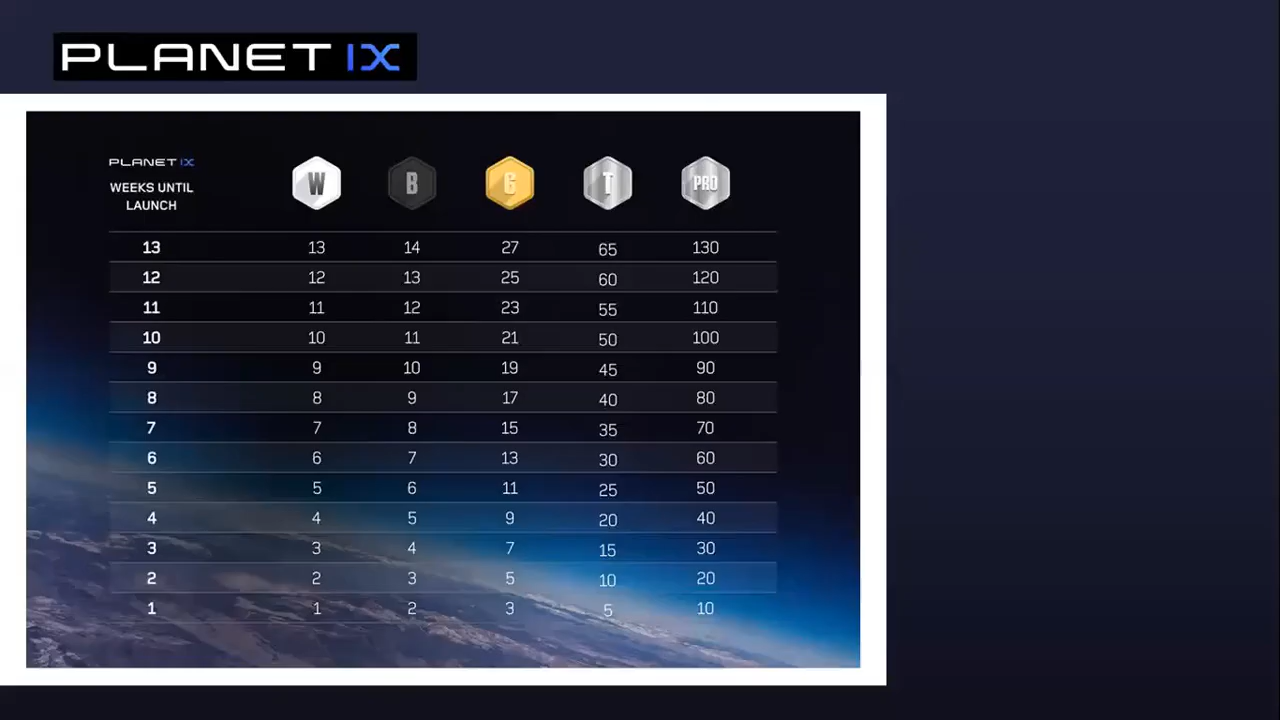 PLANET IX
PLANET IX
WEEKS UNTIL
LAUNCH
W B G T PRO
13 13 14 27 65 130
12 12 13 25 60 120
11 11 12 23 55 110
10 10 11 21 50 100
9 9 10 19 45 90
8 8 9 17 40 80
7 7 8 15 35 70
6 6 7 13 30 60
5 5 6 11 25 50
4 4 5 9 20 40
3 3 4 7 15 30
2 2 3 5 10 20
1 1 2 3 5 10